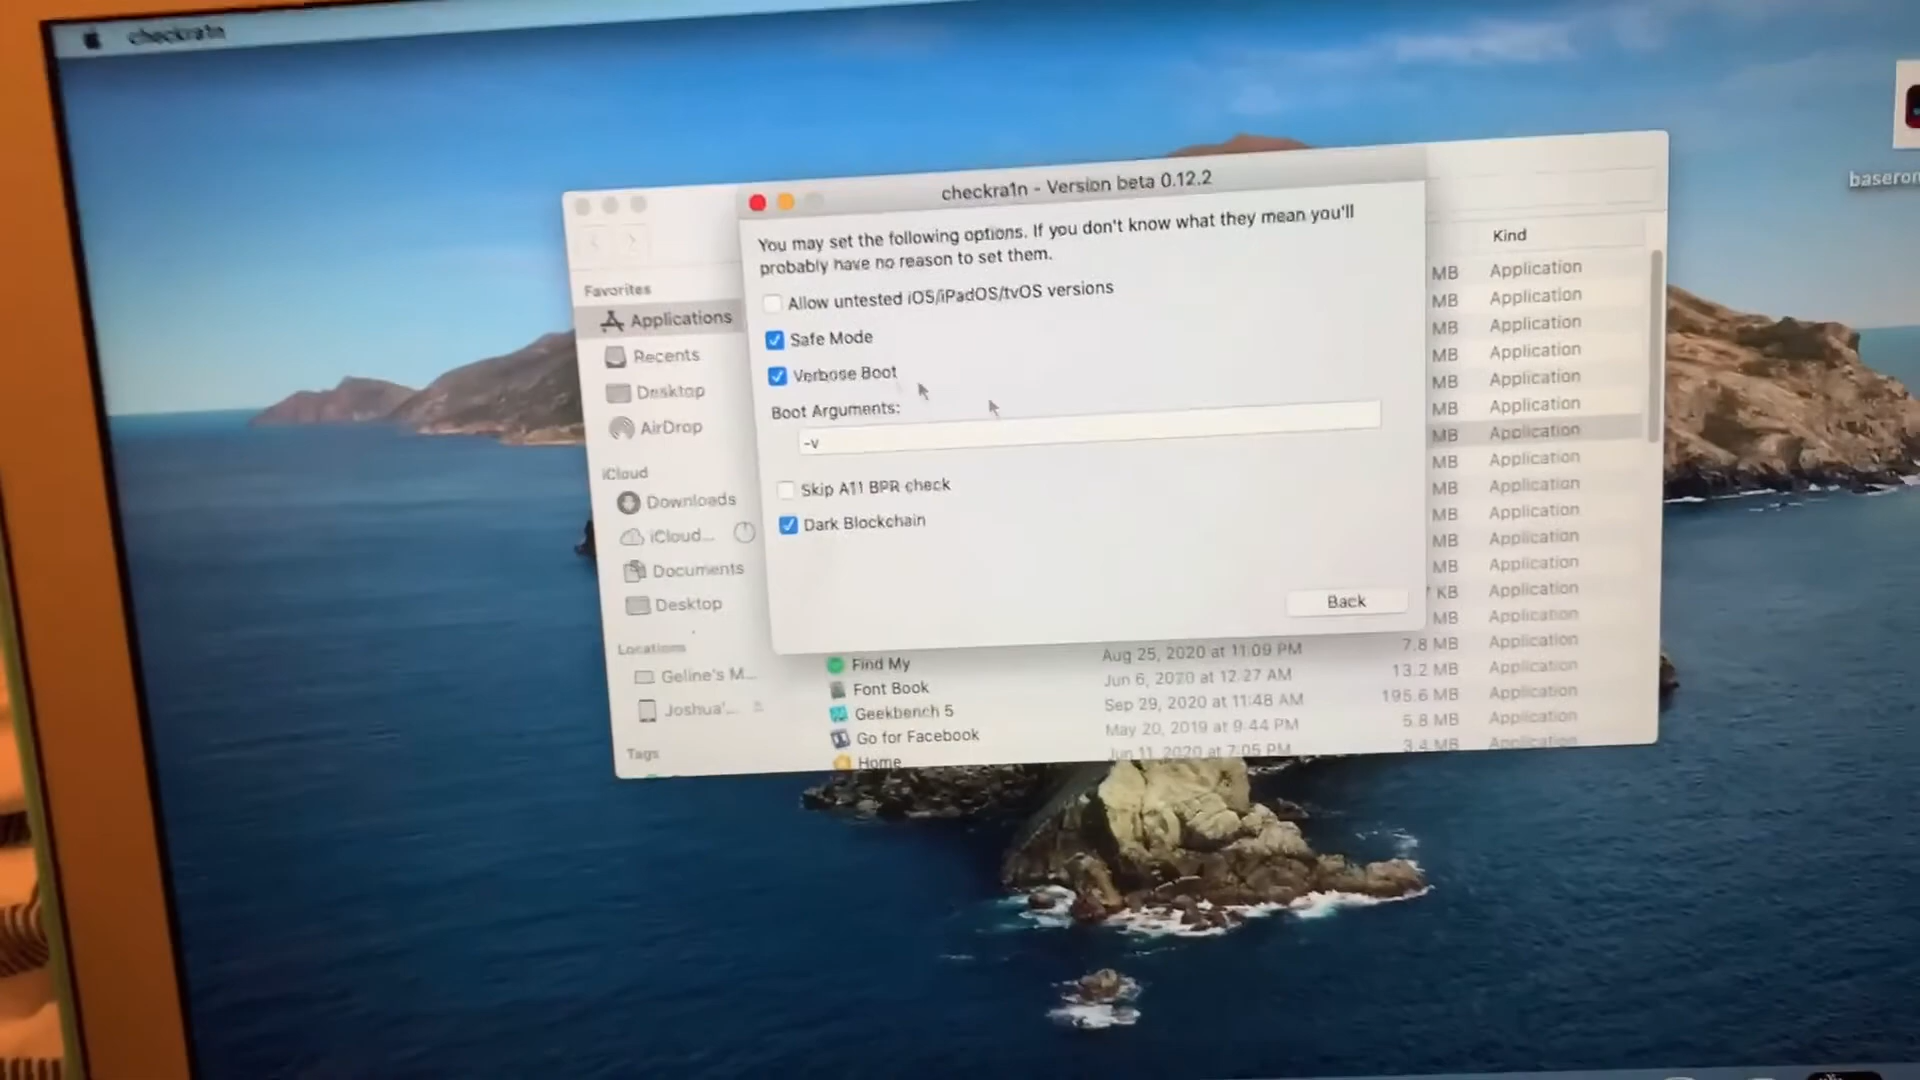 checkra1n
baseron
checkra1n - Version beta 0.12.2
You may set the following options. If you don't know what they mean you'll
probably have no reason to set them.
Allow untested iOS/iPadOS/tvOS versions
Safe Mode
Verbose Boot
Boot Arguments:
-v
Skip A11 BPR check
Dark Blockchain
Back
Favorites
Applications
Recents
Desktop
AirDrop
iCloud
Downloads
iCloud...
Documents
Desktop
Locations
Geline's M...
Joshua'...
Tags
Kind
MB Application
MB Application
MB Application
MB Application
MB Application
MB Application
MB Application
MB Application
MB Application
MB Application
MB Application
MB Application
KB Application
MB Application
Find My Aug 25, 2020 at 11:09 PM 7.8 MB Application
Font Book Jun 6, 2020 at 12:27 AM 13.2 MB Application
Geekbench 5 Sep 29, 2020 at 11:48 AM 195.6 MB Application
Go for Facebook May 20, 2019 at 9:44 PM 5.8 MB Application
Home Jun 11, 2020 at 7:05 PM 3.4 MB Application